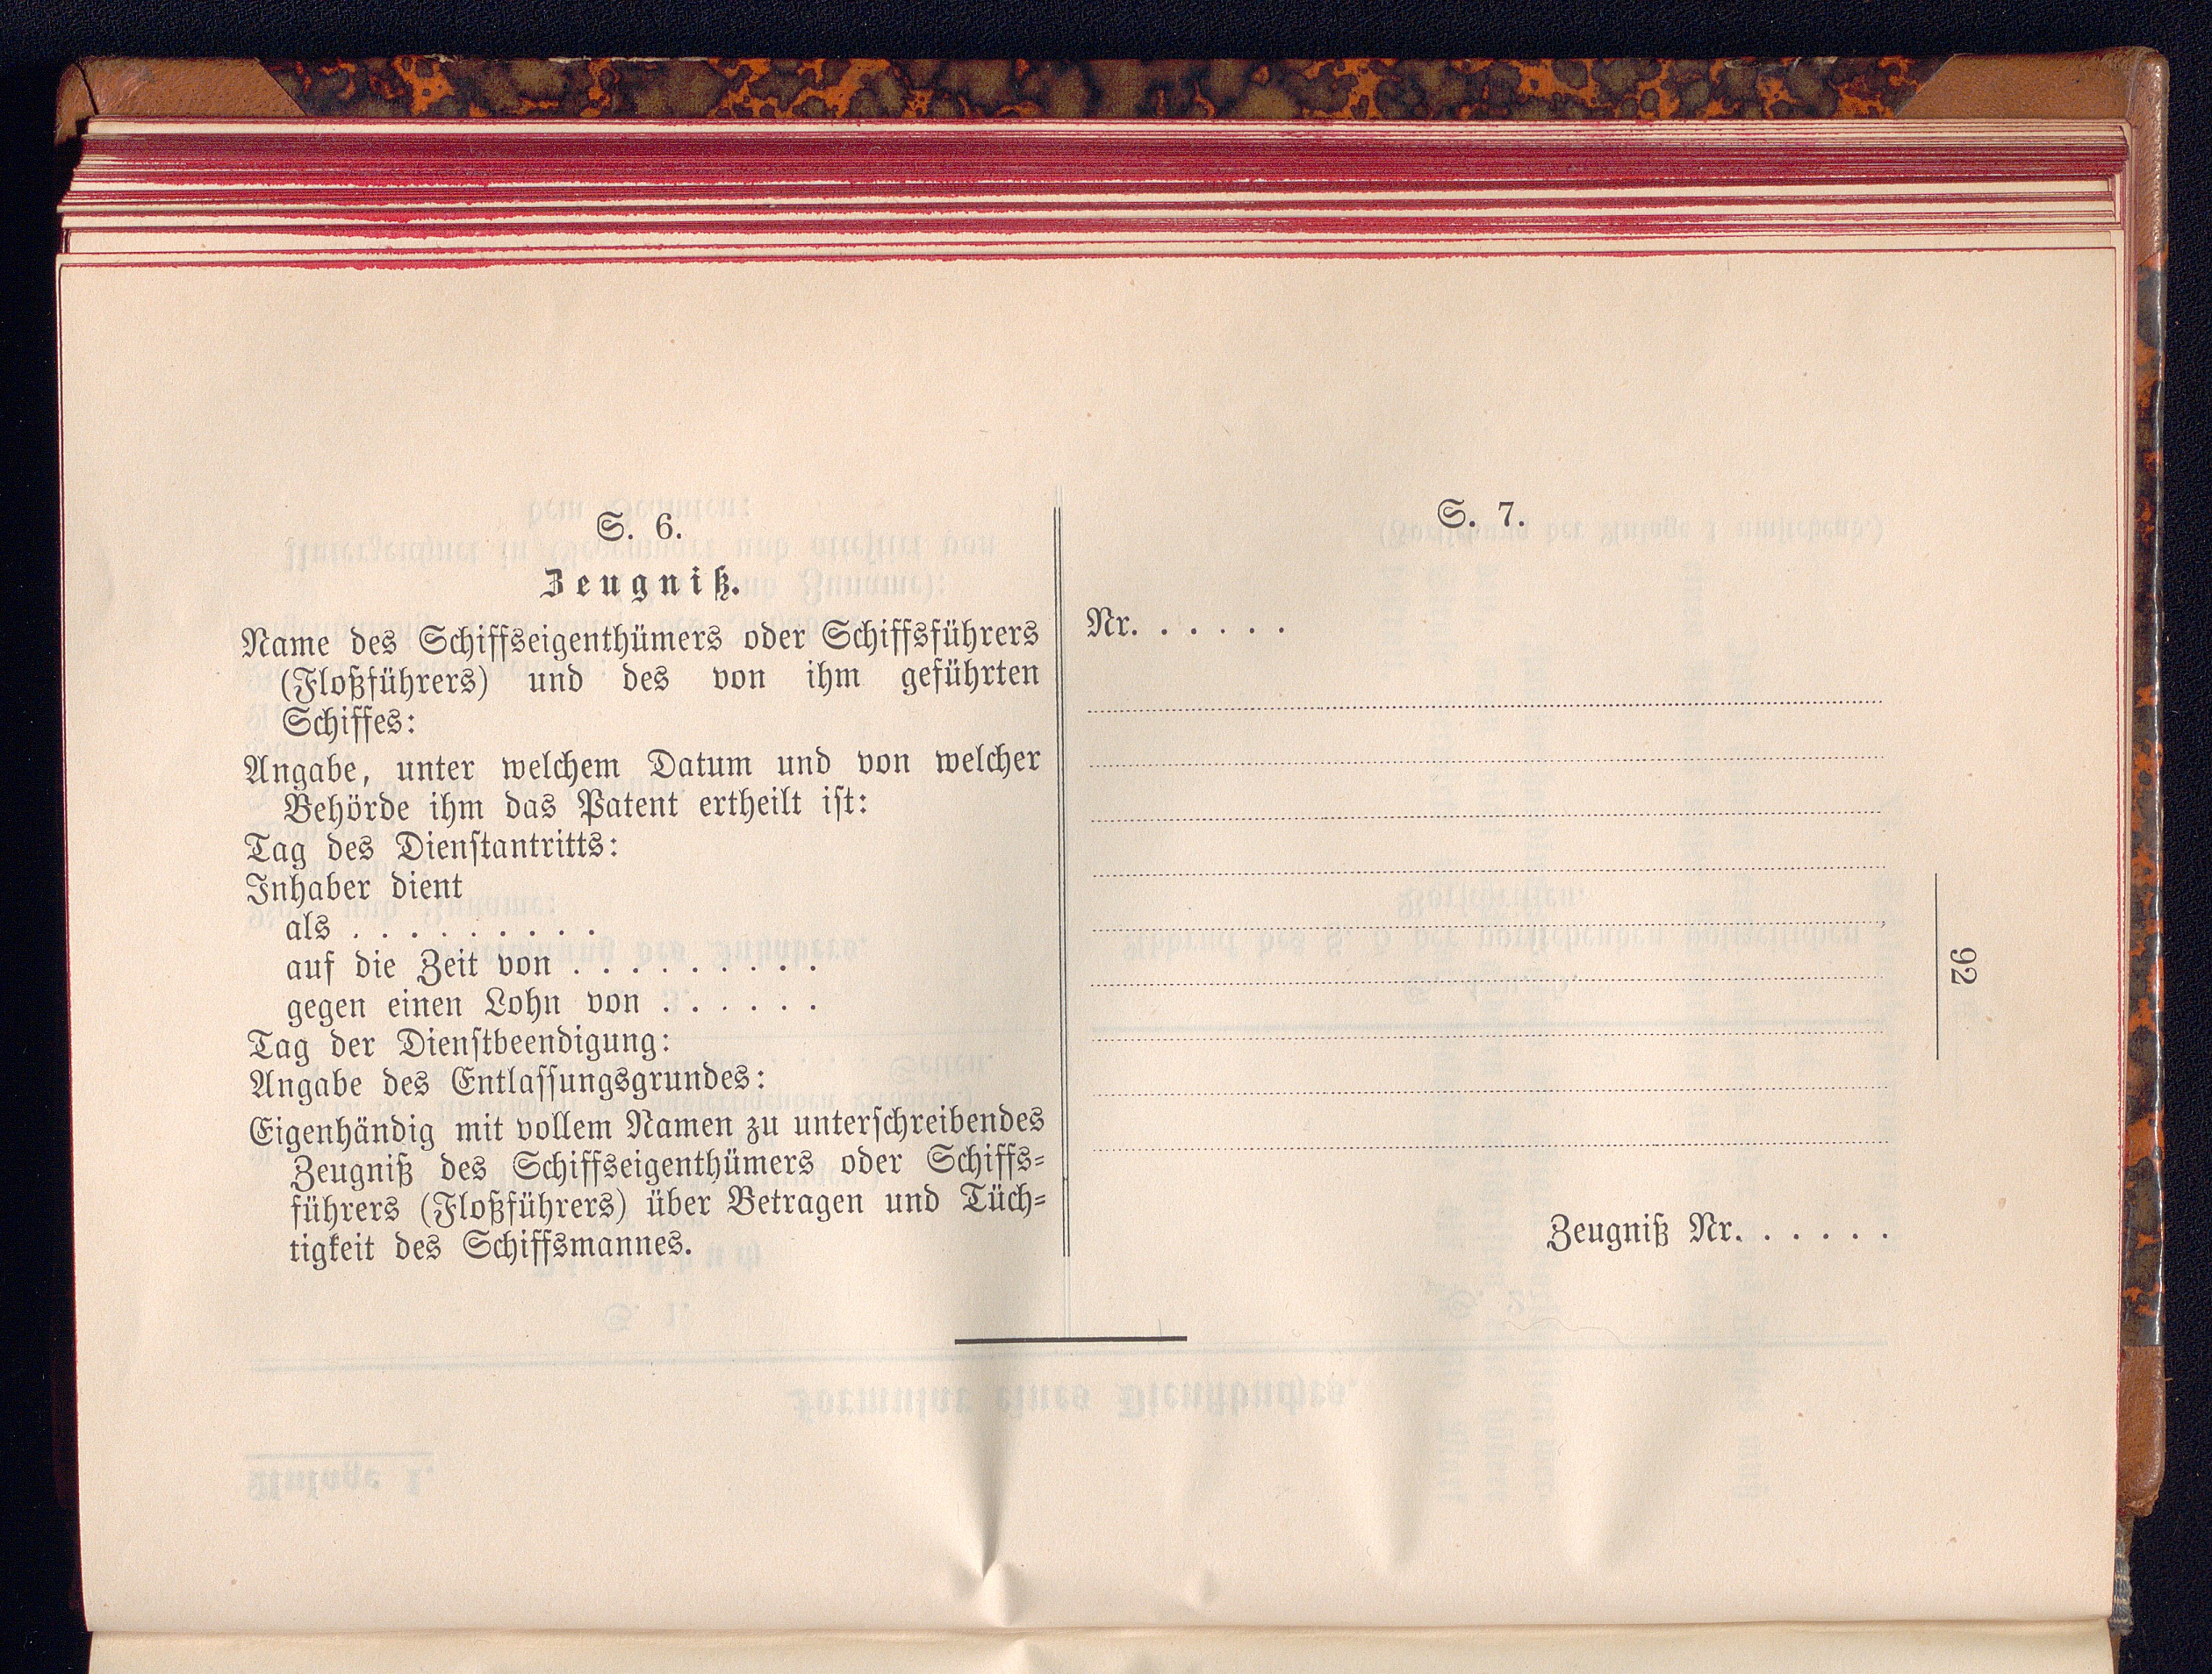 S. 6.
Zeugniß.
Name des Schiffseigenthümers oder Schiffsführers
(Floßführers) und des von ihm geführten
Schiffes:
Angabe, unter welchem Datum und von welcher
Behörde ihm das Patent ertheilt ist:
Tag des Dienstantritts:
Inhaber dient
als . . . . . . . . .
auf die Zeit von . . . . . . . . .
gegen einen Lohn von . . . . . .
Tag der Dienstbeendigung:
Angabe des Entlassungsgrundes:
Eigenhändig mit vollem Namen zu unterschreibendes
Zeugniß des Schiffseigenthümers oder Schiffs-
führers (Floßführers) über Betragen und Tüch-
tigkeit des Schiffsmannes.
S. 7.
Nr. . . . . .
Zeugniß Nr. . . . . .
92